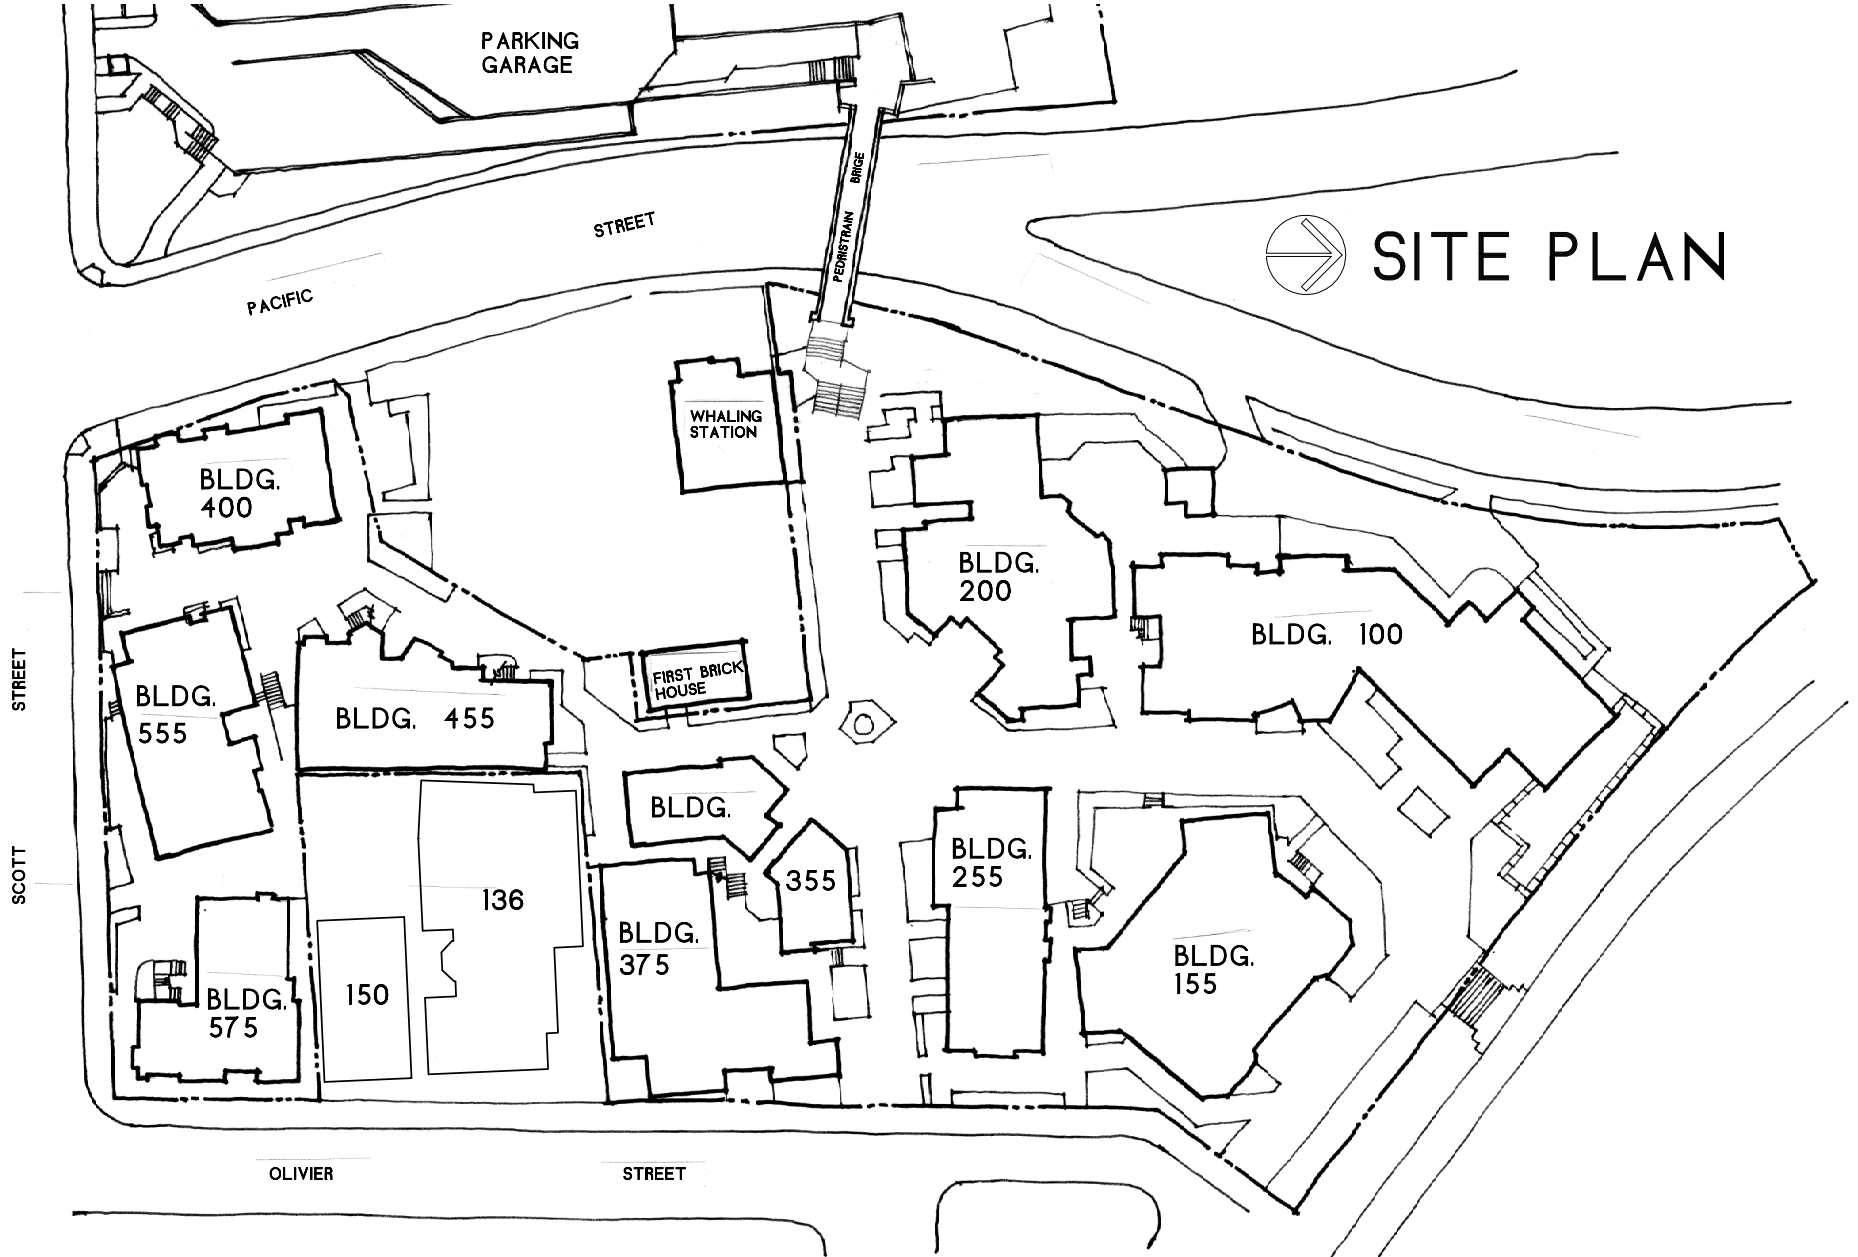 PARKING
GARAGE
PEDRISTRAIN BRIGE
STREET
PACIFIC
SITE PLAN
WHALING
STATION
BLDG.
400
BLDG.
200
BLDG. 100
FIRST BRICK
HOUSE
STREET
BLDG.
555
BLDG. 455
BLDG.
SCOTT
BLDG.
255
355
136
BLDG.
375
BLDG.
155
150
BLDG.
575
OLIVIER
STREET